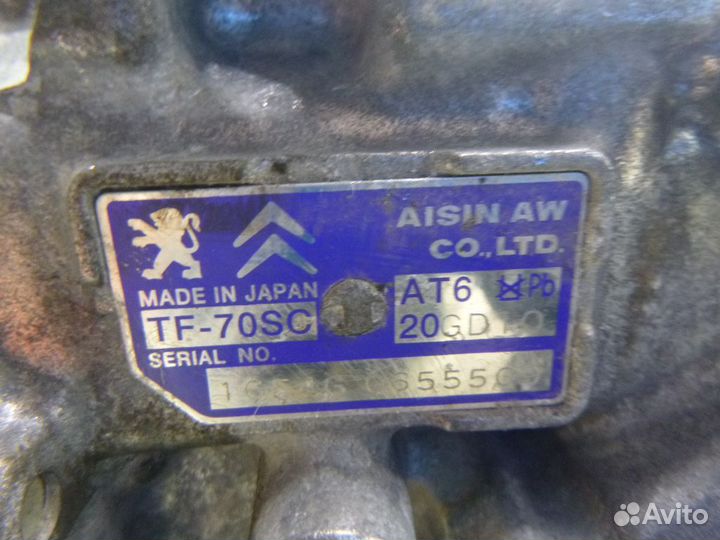 AISIN AW
CO., LTD.
MADE IN JAPAN
AT6 Pb
TF-70SC
SERIAL NO.
Avito